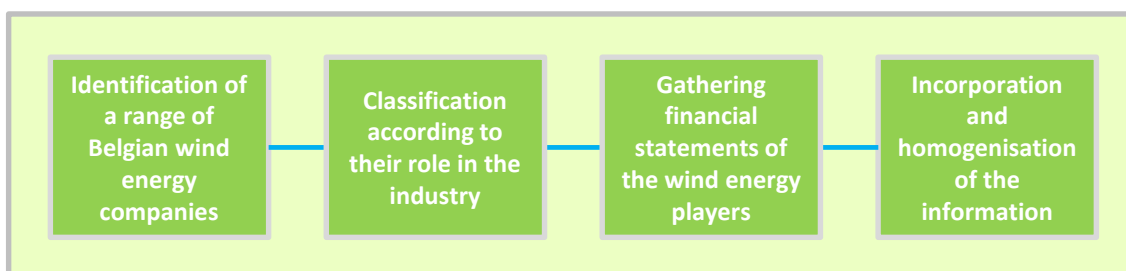 Identification of
a range of
Belgian wind
energy
companies
Classification
according to
their role in the
industry
Gathering
financial
statements of
the wind energy
players
Incorporation
and
homogenisation
of the
information